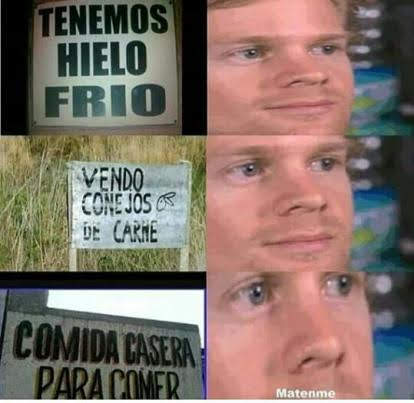 TENEMOS
HIELO
FRIO
VENDO
CONEJOS
DE CARNE
COMIDA CASERA
PARA COMER
Matenme